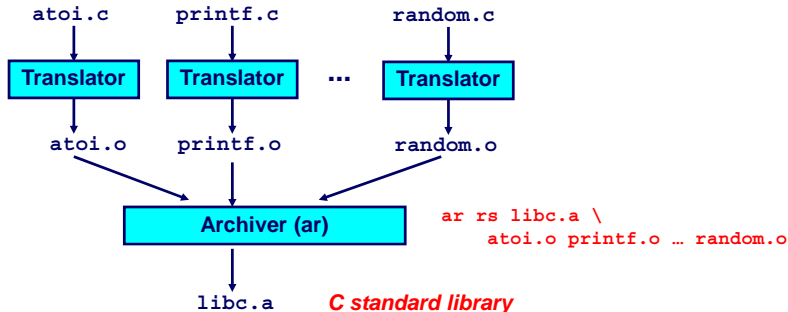 atoi.c printf.c random.c
Translator Translator ... Translator
atoi.o printf.o random.o
Archiver (ar)
ar rs libc.a \
atoi.o printf.o … random.o
libc.a C standard library